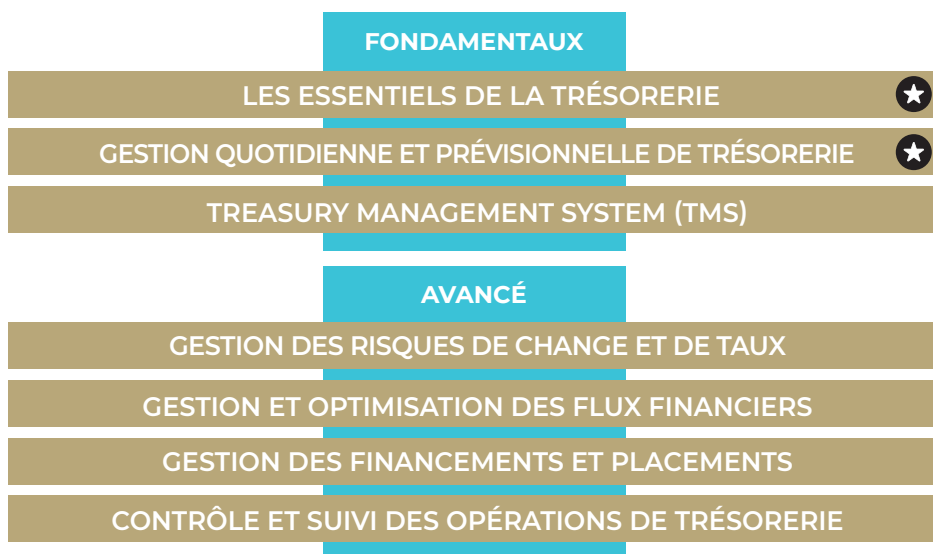 FONDAMENTAUX
LES ESSENTIELS DE LA TRÉSORERIE
GESTION QUOTIDIENNE ET PRÉVISIONNELLE DE TRÉSORERIE
TREASURY MANAGEMENT SYSTEM (TMS)
AVANCÉ
GESTION DES RISQUES DE CHANGE ET DE TAUX
GESTION ET OPTIMISATION DES FLUX FINANCIERS
GESTION DES FINANCEMENTS ET PLACEMENTS
CONTRÔLE ET SUIVI DES OPÉRATIONS DE TRÉSORERIE